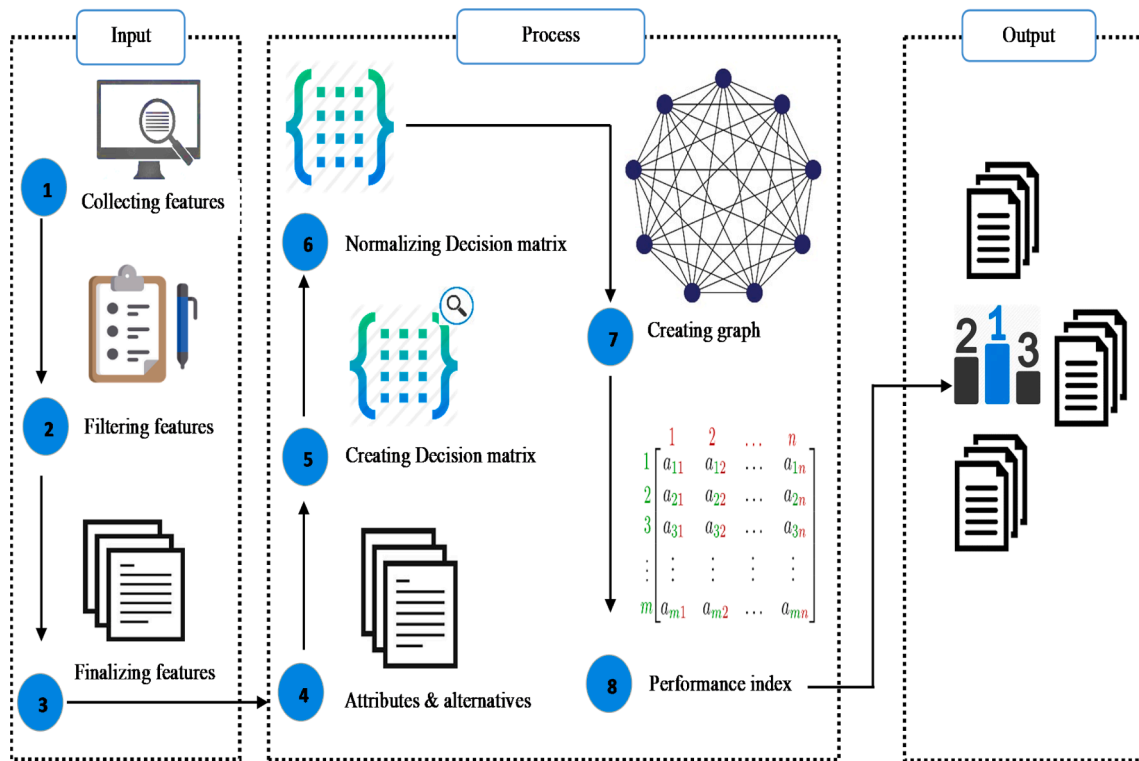 Input
Process
Output
1
Collecting features
2
Filtering features
3
Finalizing features
4
Attributes & alternatives
5
Creating Decision matrix
6
Normalizing Decision matrix
7
Creating graph
1 2 ... n
1 a11 a12 ... a1n
2 a21 a22 ... a2n
3 a31 a32 ... a3n
⋮ ⋮ ⋮ ⋮ ⋮
m am1 am2 ... amn
8
Performance index
2 1 3